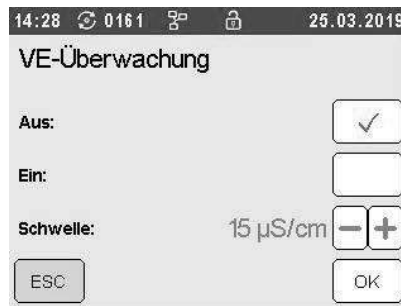 14:28 0161 25.03.2019
VE-Überwachung
Aus:
Ein:
Schwelle: 15 µS/cm − +
ESC OK